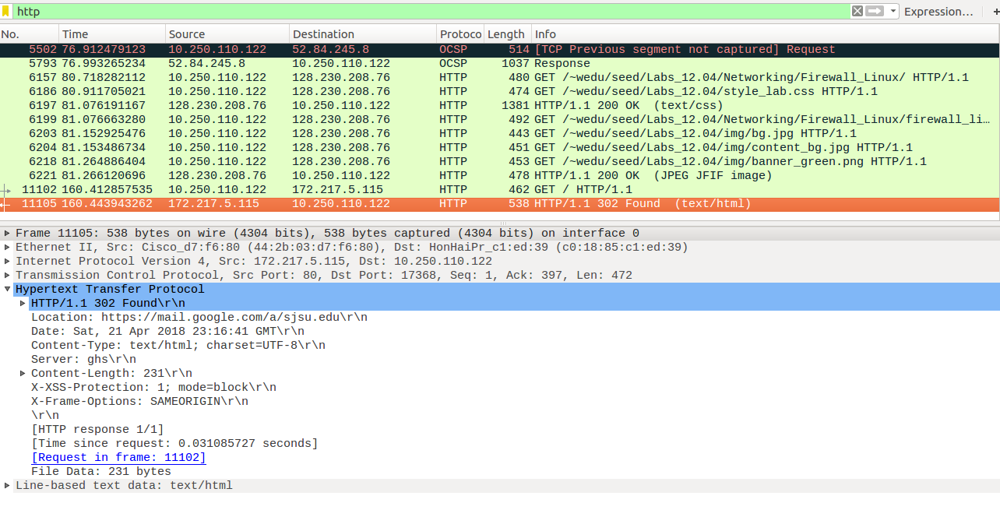 http Expression… +
No. Time Source Destination Protoco Length Info
5502 76.912479123 10.250.110.122 52.84.245.8 OCSP 514 [TCP Previous segment not captured] Request
5793 76.993265234 52.84.245.8 10.250.110.122 OCSP 1037 Response
6157 80.718282112 10.250.110.122 128.230.208.76 HTTP 480 GET /~wedu/seed/Labs_12.04/Networking/Firewall_Linux/ HTTP/1.1
6186 80.911705021 10.250.110.122 128.230.208.76 HTTP 474 GET /~wedu/seed/Labs_12.04/style_lab.css HTTP/1.1
6197 81.076191167 128.230.208.76 10.250.110.122 HTTP 1381 HTTP/1.1 200 OK  (text/css)
6199 81.076663280 10.250.110.122 128.230.208.76 HTTP 492 GET /~wedu/seed/Labs_12.04/Networking/Firewall_Linux/firewall_li…
6203 81.152925476 10.250.110.122 128.230.208.76 HTTP 443 GET /~wedu/seed/Labs_12.04/img/bg.jpg HTTP/1.1
6204 81.153486734 10.250.110.122 128.230.208.76 HTTP 451 GET /~wedu/seed/Labs_12.04/img/content_bg.jpg HTTP/1.1
6218 81.264886404 10.250.110.122 128.230.208.76 HTTP 453 GET /~wedu/seed/Labs_12.04/img/banner_green.png HTTP/1.1
6221 81.266120696 128.230.208.76 10.250.110.122 HTTP 478 HTTP/1.1 200 OK  (JPEG JFIF image)
11102 160.412857535 10.250.110.122 172.217.5.115 HTTP 462 GET / HTTP/1.1
11105 160.443943262 172.217.5.115 10.250.110.122 HTTP 538 HTTP/1.1 302 Found  (text/html)
Frame 11105: 538 bytes on wire (4304 bits), 538 bytes captured (4304 bits) on interface 0
Ethernet II, Src: Cisco_d7:f6:80 (44:2b:03:d7:f6:80), Dst: HonHaiPr_c1:ed:39 (c0:18:85:c1:ed:39)
Internet Protocol Version 4, Src: 172.217.5.115, Dst: 10.250.110.122
Transmission Control Protocol, Src Port: 80, Dst Port: 17368, Seq: 1, Ack: 397, Len: 472
Hypertext Transfer Protocol
HTTP/1.1 302 Found\r\n
Location: https://mail.google.com/a/sjsu.edu\r\n
Date: Sat, 21 Apr 2018 23:16:41 GMT\r\n
Content-Type: text/html; charset=UTF-8\r\n
Server: ghs\r\n
Content-Length: 231\r\n
X-XSS-Protection: 1; mode=block\r\n
X-Frame-Options: SAMEORIGIN\r\n
\r\n
[HTTP response 1/1]
[Time since request: 0.031085727 seconds]
[Request in frame: 11102]
File Data: 231 bytes
Line-based text data: text/html